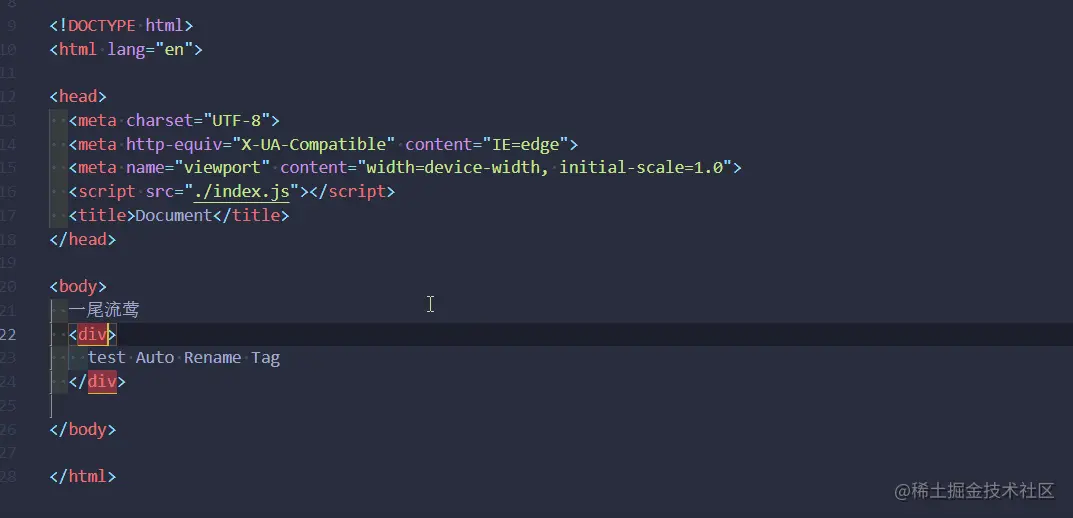 8
9 <!DOCTYPE html>
10 <html lang="en">
11
12 <head>
13 <meta charset="UTF-8">
14 <meta http-equiv="X-UA-Compatible" content="IE=edge">
15 <meta name="viewport" content="width=device-width, initial-scale=1.0">
16 <script src="./index.js"></script>
17 <title>Document</title>
18 </head>
19
20 <body>
21 一尾流莺
22 <div>
23 test Auto Rename Tag
24 </div>
25
26 </body>
27
28 </html>
@稀土掘金技术社区